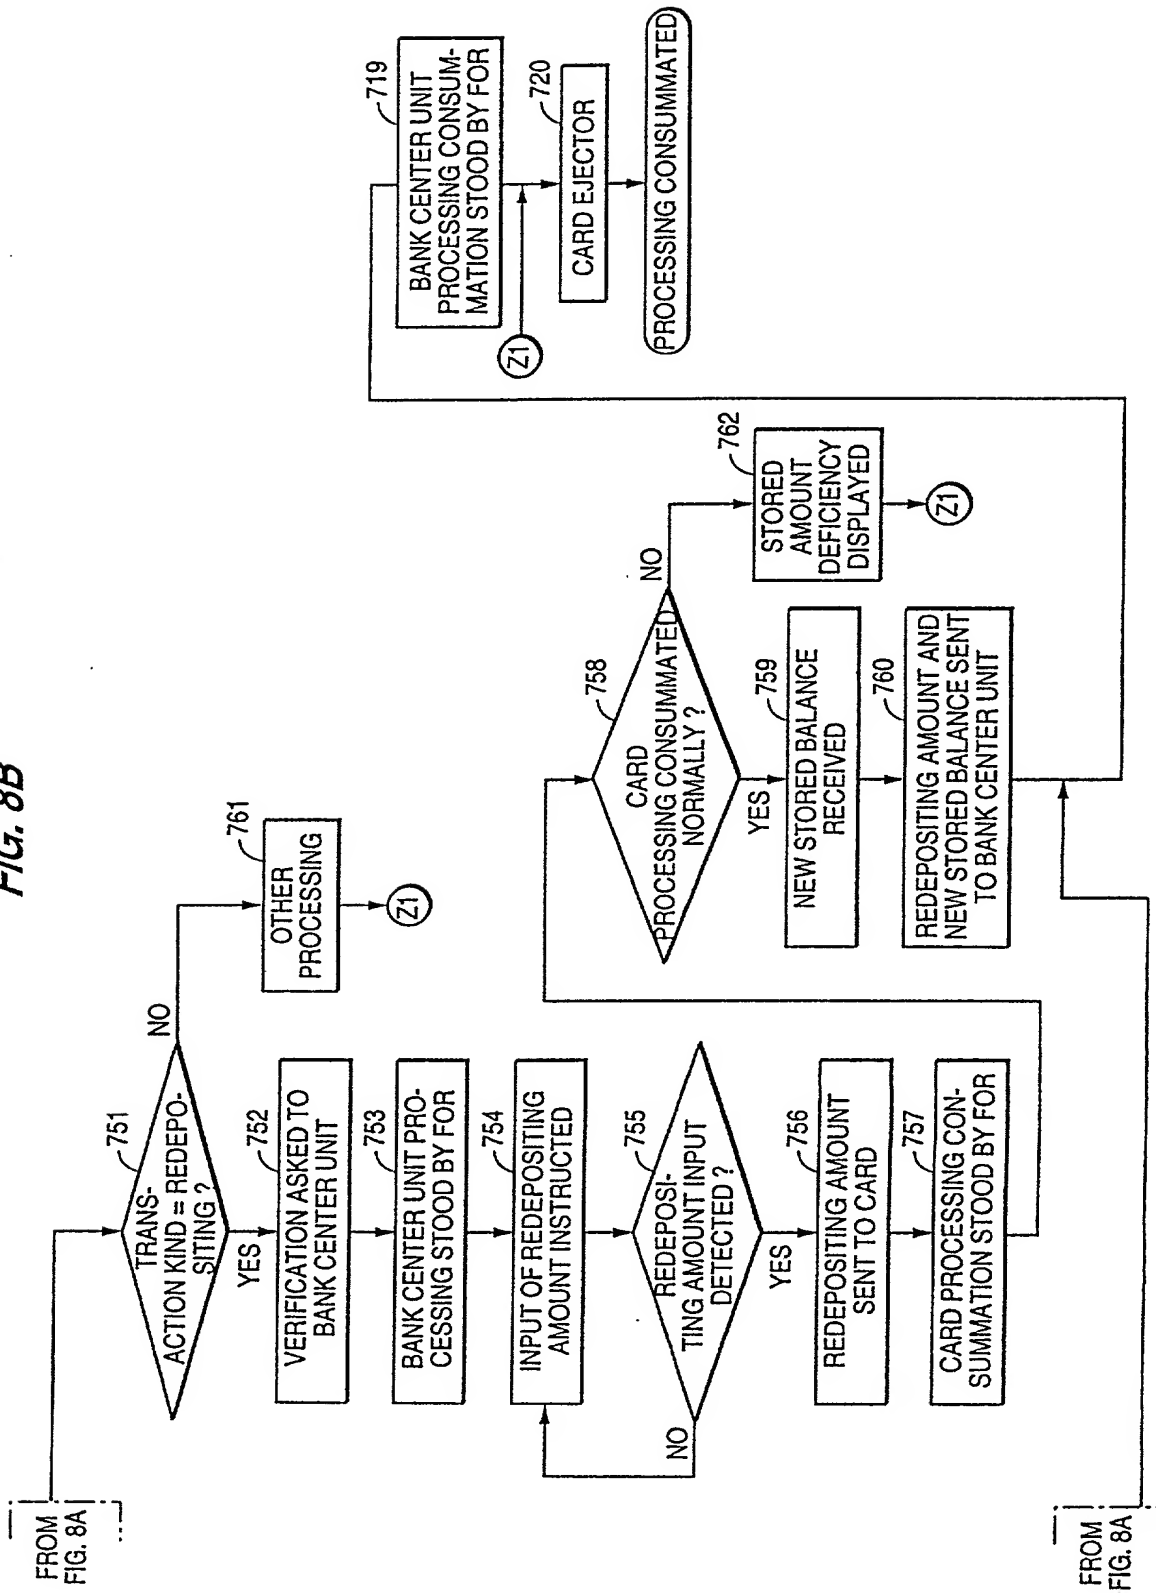 FIG. 8B
FROM
FIG. 8A
751
TRANS-
ACTION KIND = REDEPO-
SITING ?
NO
YES
761
OTHER
PROCESSING
Z1
752
VERIFICATION ASKED TO
BANK CENTER UNIT
753
BANK CENTER UNIT PRO-
CESSING STOOD BY FOR
754
INPUT OF REDEPOSITING
AMOUNT INSTRUCTED
755
REDEPOSI-
TING AMOUNT INPUT
DETECTED ?
NO
YES
756
REDEPOSITING AMOUNT
SENT TO CARD
757
CARD PROCESSING CON-
SUMMATION STOOD BY FOR
758
CARD
PROCESSING CONSUMMATED
NORMALLY ?
NO
YES
762
STORED
AMOUNT
DEFICIENCY
DISPLAYED
Z1
759
NEW STORED BALANCE
RECEIVED
760
REDEPOSITING AMOUNT AND
NEW STORED BALANCE SENT
TO BANK CENTER UNIT
FROM
FIG. 8A
719
BANK CENTER UNIT
PROCESSING CONSUM-
MATION STOOD BY FOR
Z1
720
CARD EJECTOR
PROCESSING CONSUMMATED